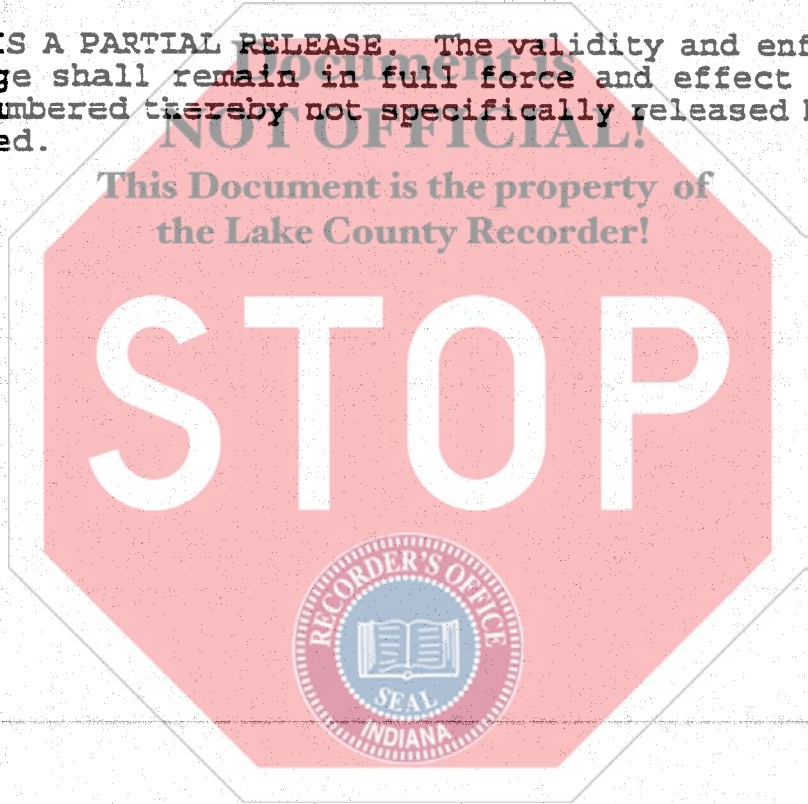 IS A PARTIAL RELEASE. The validity and enf
Document is
ge shall remain in full force and effect
umbered thereby not specifically released
NOT OFFICIAL!
ed.
This Document is the property of
the Lake County Recorder!
STOP
RECORDER'S OFFICE
SEAL
INDIANA